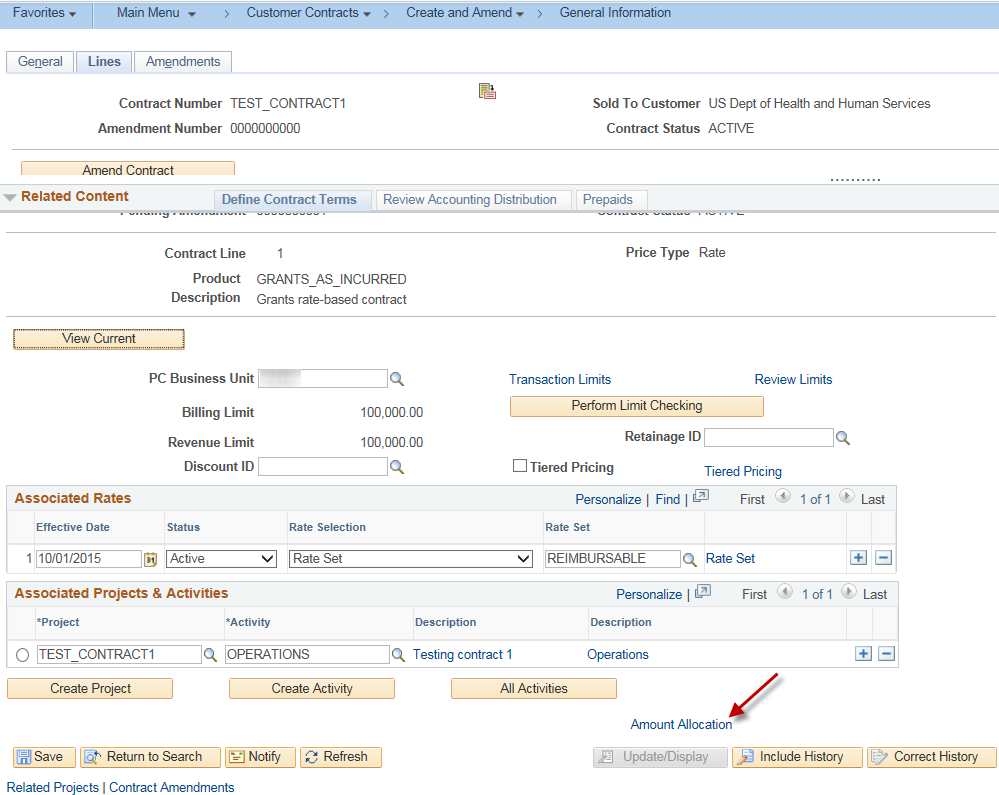 Favorites Main Menu Customer Contracts Create and Amend General Information
General Lines Amendments
Contract Number TEST_CONTRACT1 Sold To Customer US Dept of Health and Human Services
Amendment Number 0000000000 Contract Status ACTIVE
Amend Contract
Related Content Define Contract Terms Review Accounting Distribution Prepaids
Pending Amendment 0000000001 Contract Status ACTIVE
Contract Line 1 Price Type Rate
Product GRANTS_AS_INCURRED
Description Grants rate-based contract
View Current
PC Business Unit Transaction Limits Review Limits
Billing Limit 100,000.00 Perform Limit Checking
Revenue Limit 100,000.00 Retainage ID
Discount ID Tiered Pricing Tiered Pricing
Associated Rates Personalize | Find | First 1 of 1 Last
Effective Date Status Rate Selection Rate Set
1 10/01/2015 Active Rate Set REIMBURSABLE Rate Set
Associated Projects & Activities Personalize | First 1 of 1 Last
*Project *Activity Description Description
TEST_CONTRACT1 OPERATIONS Testing contract 1 Operations
Create Project Create Activity All Activities
Amount Allocation
Save Return to Search Notify Refresh Update/Display Include History Correct History
Related Projects | Contract Amendments